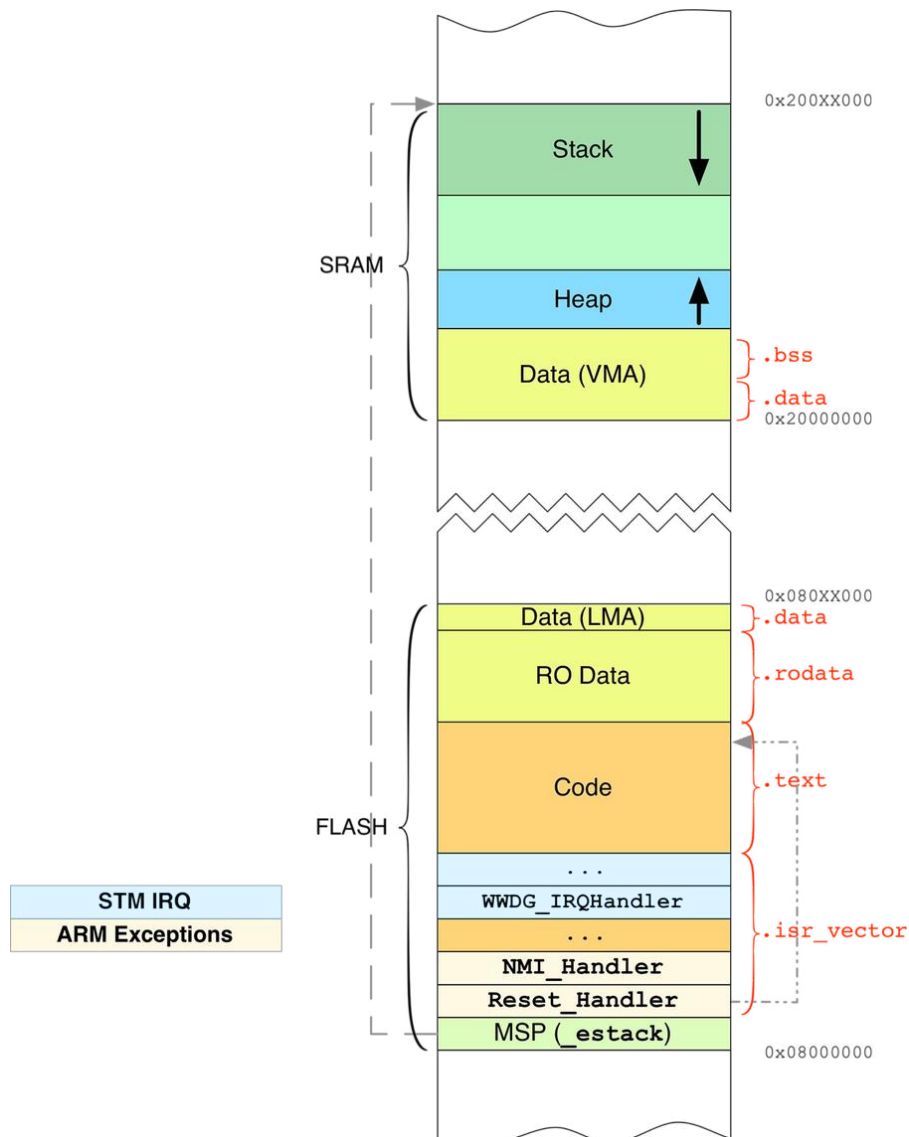 0x200XX000
Stack
SRAM
Heap
.bss
Data (VMA)
.data
0x20000000
0x080XX000
Data (LMA)
.data
RO Data
.rodata
Code
.text
FLASH
...
STM IRQ
WWDG_IRQHandler
ARM Exceptions
...
.isr_vector
NMI_Handler
Reset_Handler
MSP (_estack)
0x08000000